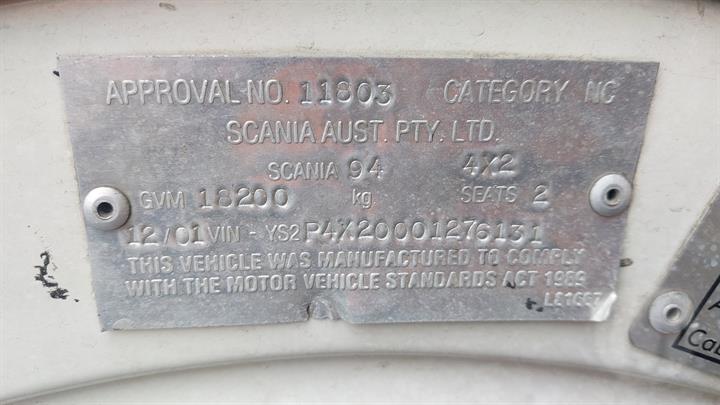 APPROVAL NO. 11803 CATEGORY NC
SCANIA AUST. PTY. LTD.
SCANIA 94 4X2
GVM 18200 kg SEATS 2
12/01 VIN - YS2P4X20001276131
THIS VEHICLE WAS MANUFACTURED TO COMPLY
WITH THE MOTOR VEHICLE STANDARDS ACT 1989